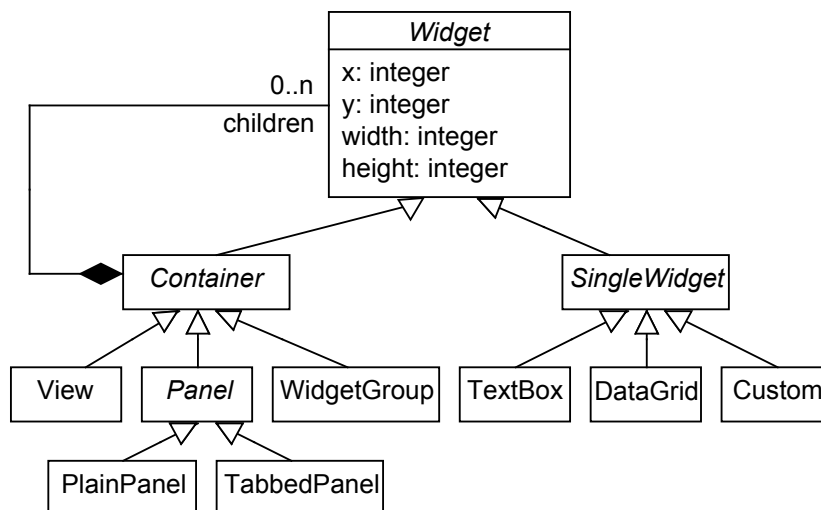 Widget
x: integer
y: integer
width: integer
height: integer
0..n
children
Container
SingleWidget
View
Panel
WidgetGroup
TextBox
DataGrid
Custom
PlainPanel
TabbedPanel